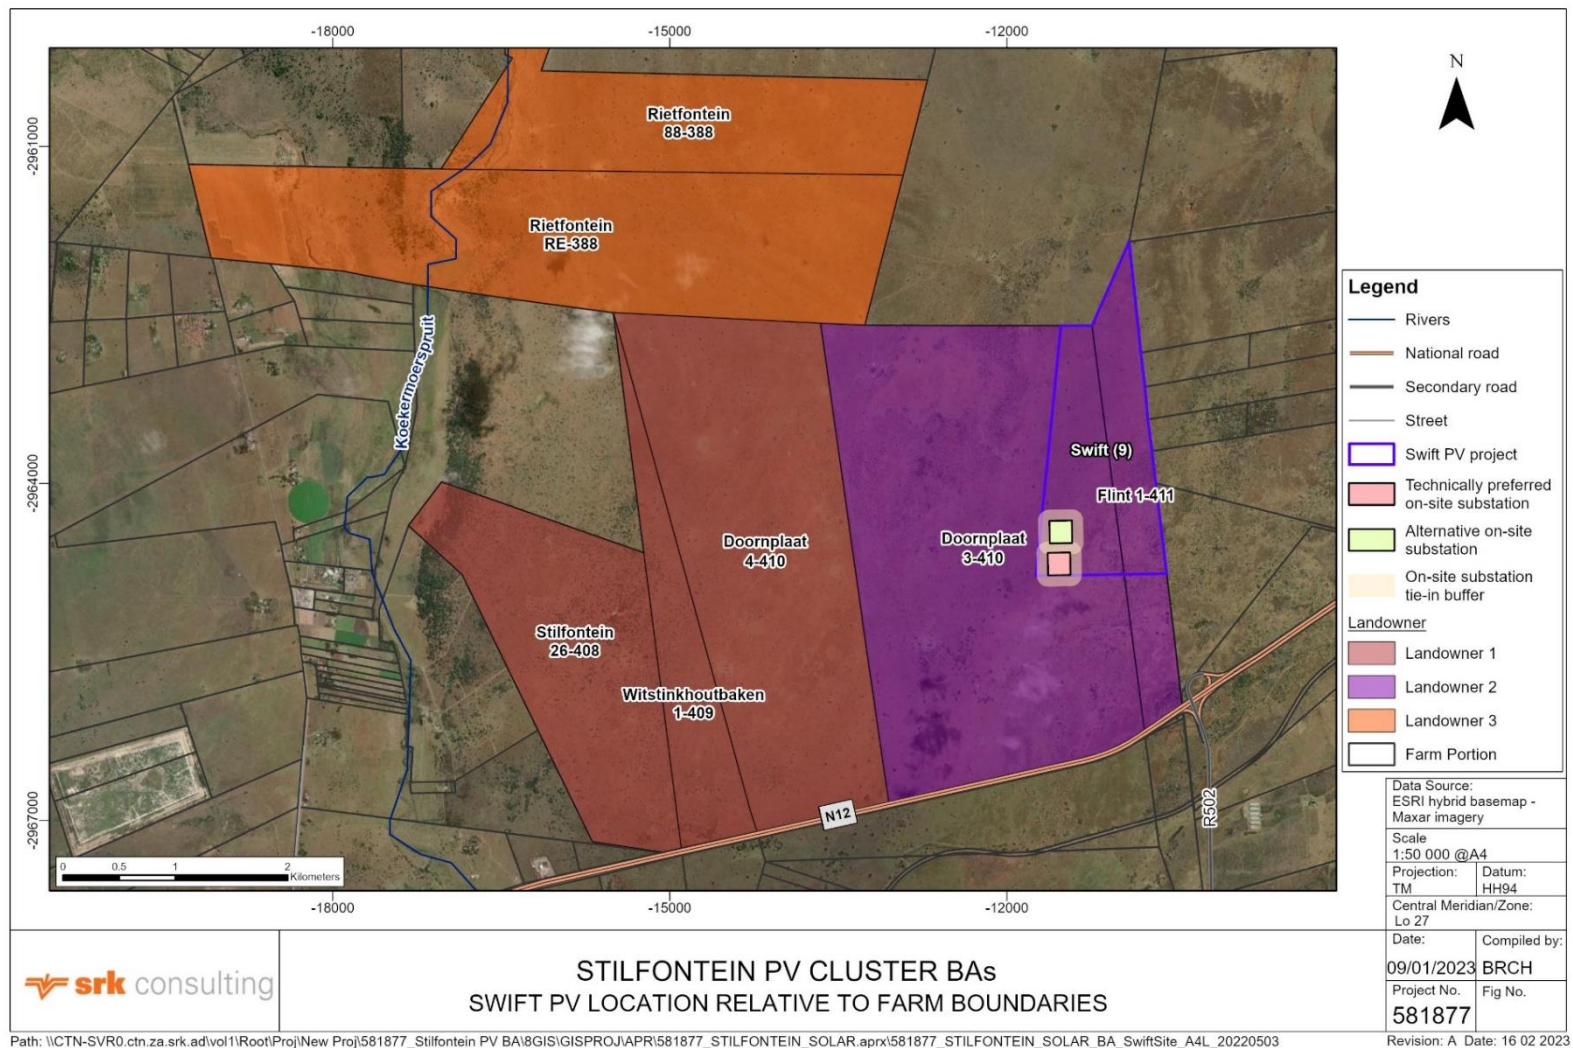 -18000
-15000
-12000
N
-2961000
-2964000
-2967000
Rietfontein
88-388
Rietfontein
RE-388
Koekermoerspruit
Swift (9)
Flint 1-411
Doornplaat
4-410
Doornplaat
3-410
Stilfontein
26-408
Witstinkhoutbaken
1-409
N12
R502
0 0.5 1 2
Kilometers
-18000
-15000
-12000
Legend
Rivers
National road
Secondary road
Street
Swift PV project
Technically preferred
on-site substation
Alternative on-site
substation
On-site substation
tie-in buffer
Landowner
Landowner 1
Landowner 2
Landowner 3
Farm Portion
Data Source:
ESRI hybrid basemap -
Maxar imagery
Scale
1:50 000 @A4
Projection: Datum:
TM HH94
Central Meridian/Zone:
Lo 27
Date: Compiled by:
09/01/2023 BRCH
Project No. Fig No.
581877
srk consulting
STILFONTEIN PV CLUSTER BAs
SWIFT PV LOCATION RELATIVE TO FARM BOUNDARIES
Path: \\CTN-SVR0.ctn.za.srk.ad\vol1\Root\Proj\New Proj\581877_Stilfontein PV BA\8GIS\GISPROJ\APR\581877_STILFONTEIN_SOLAR.aprx\581877_STILFONTEIN_SOLAR_BA_SwiftSite_A4L_20220503
Revision: A Date: 16 02 2023